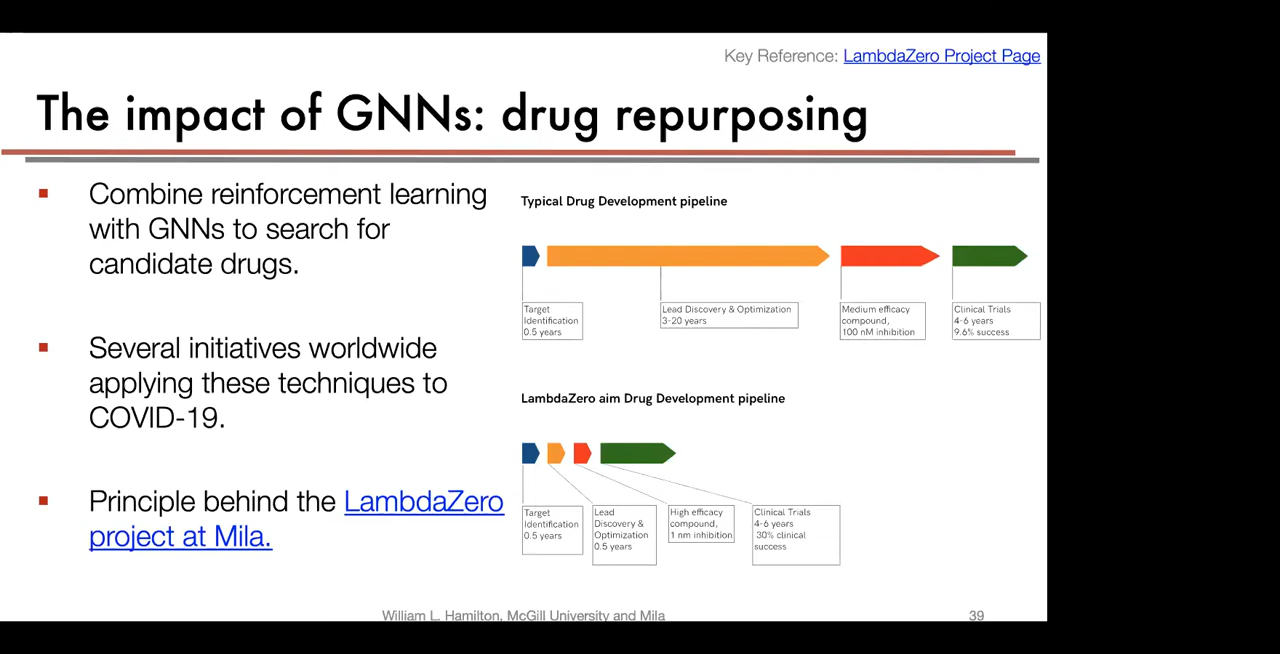 Key Reference: LambdaZero Project Page
The impact of GNNs: drug repurposing
▪ Combine reinforcement learning
with GNNs to search for
candidate drugs.
▪ Several initiatives worldwide
applying these techniques to
COVID-19.
▪ Principle behind the LambdaZero
project at Mila.
Typical Drug Development pipeline
Target
Identification
0.5 years
Lead Discovery & Optimization
3-20 years
Medium efficacy
compound,
100 nM inhibition
Clinical Trials
4-6 years
9.6% success
LambdaZero aim Drug Development pipeline
Target
Identification
0.5 years
Lead
Discovery &
Optimization
0.5 years
High efficacy
compound,
1 nm inhibition
Clinical Trials
4-6 years
30% clinical
success
William L. Hamilton, McGill University and Mila
39